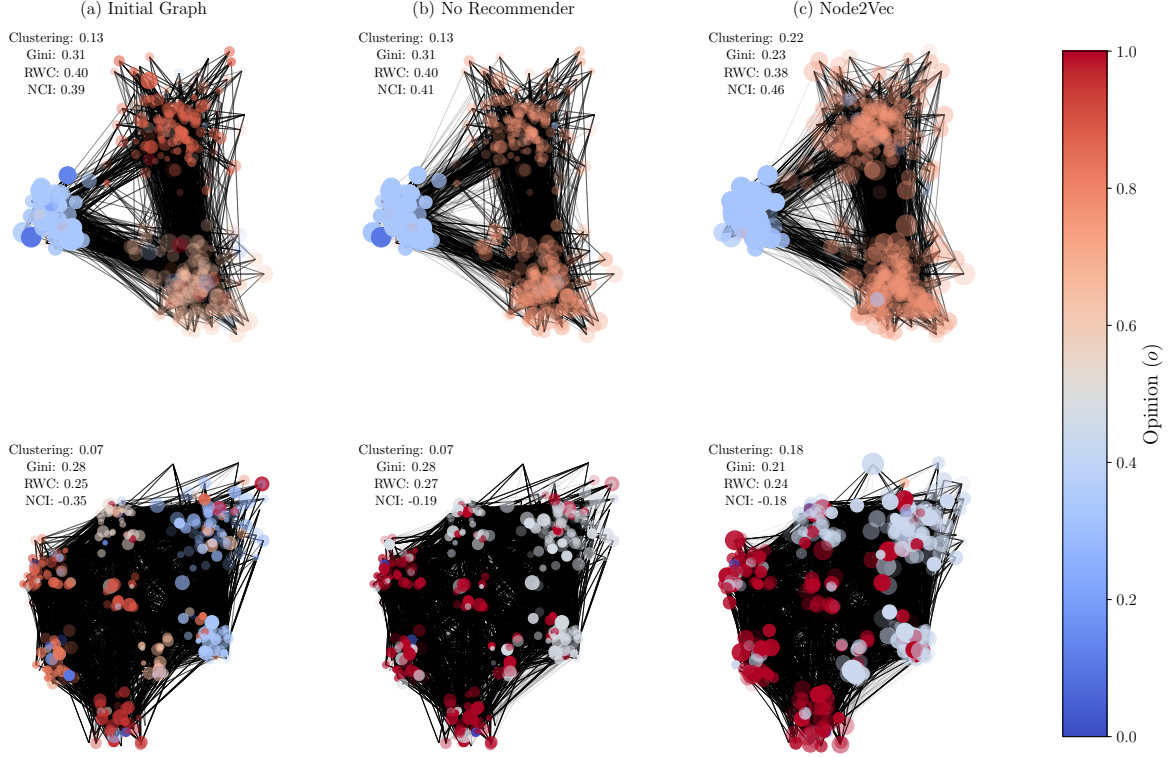 (a) Initial Graph
(b) No Recommender
(c) Node2Vec
Clustering: 0.13
Gini: 0.31
RWC: 0.40
NCI: 0.39
Clustering: 0.13
Gini: 0.31
RWC: 0.40
NCI: 0.41
Clustering: 0.22
Gini: 0.23
RWC: 0.38
NCI: 0.46
Clustering: 0.07
Gini: 0.28
RWC: 0.25
NCI: -0.35
Clustering: 0.07
Gini: 0.28
RWC: 0.27
NCI: -0.19
Clustering: 0.18
Gini: 0.21
RWC: 0.24
NCI: -0.18
1.0
0.8
0.6
0.4
0.2
0.0
Opinion (o)